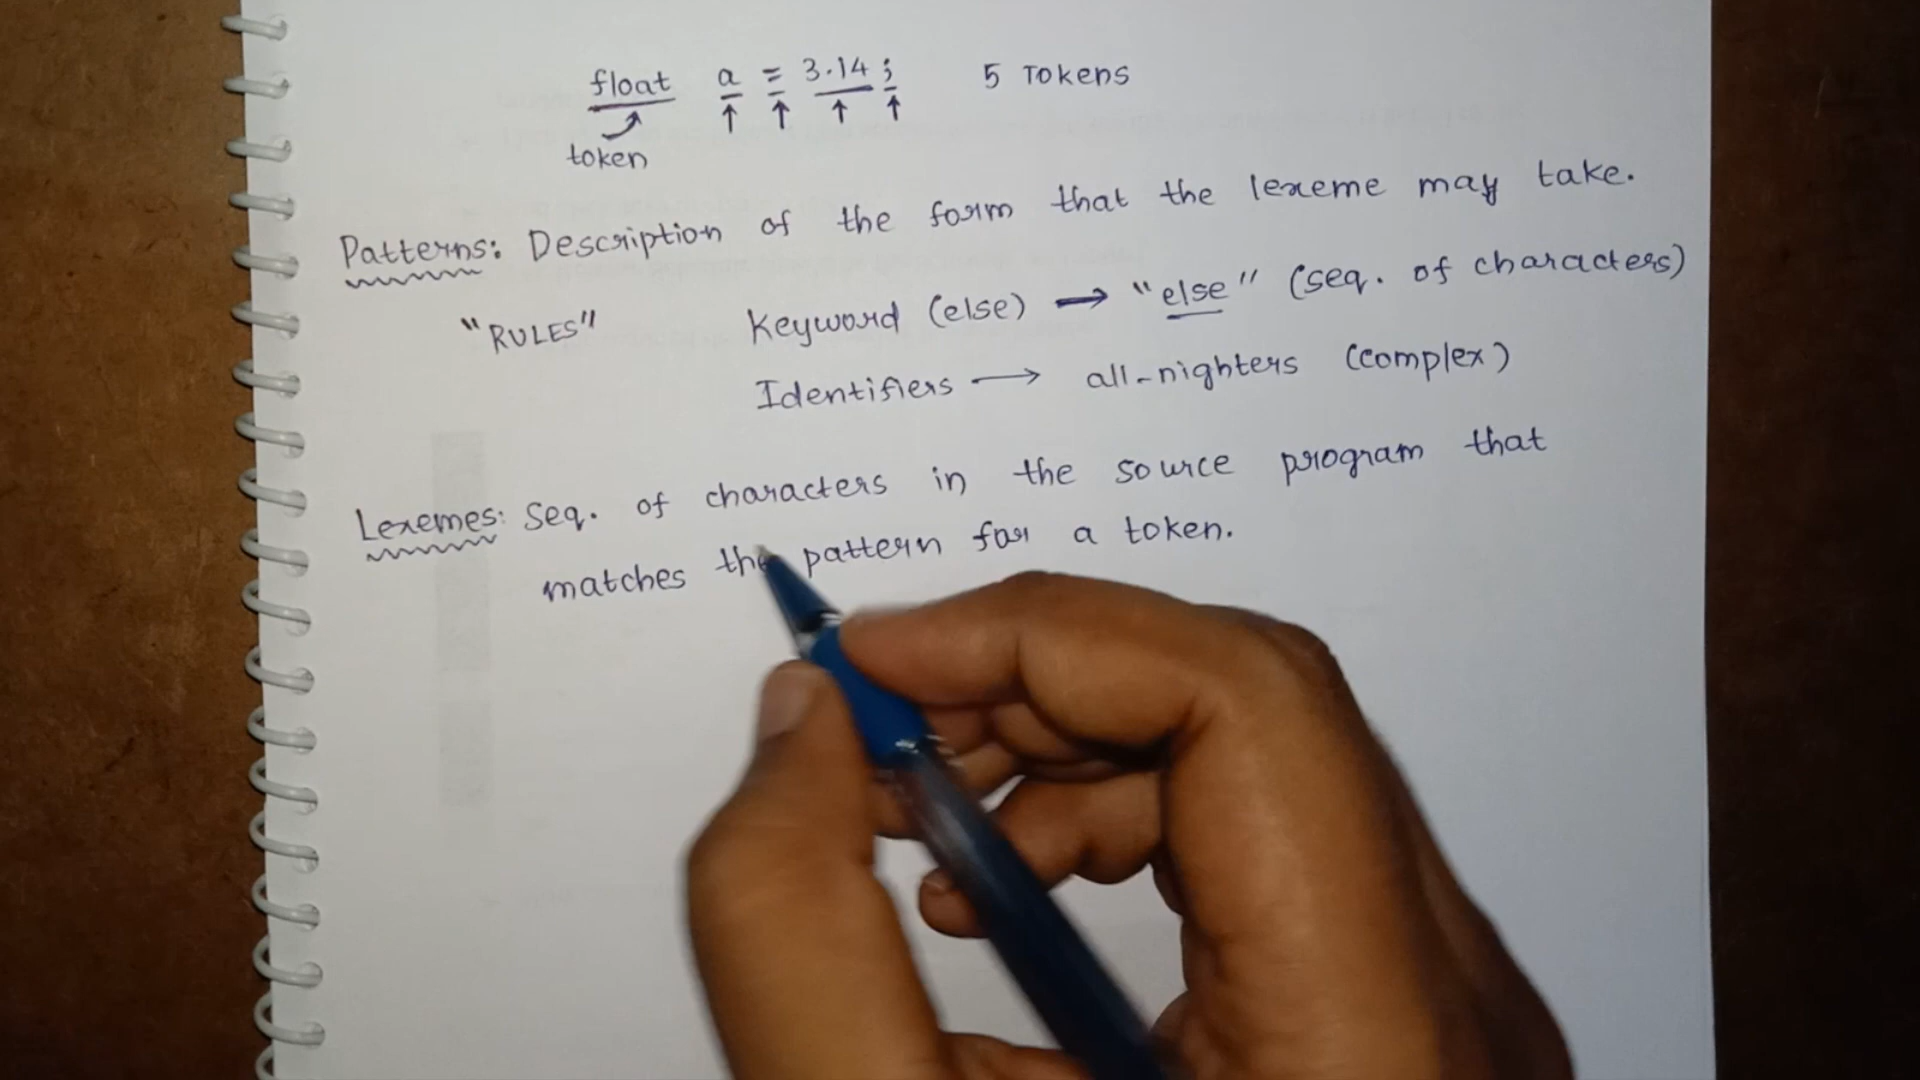 float a = 3.14 ; 5 Tokens
token
Patterns: Description of the form that the lexeme may take.
"RULES" Keyword (else) → "else" (seq. of characters)
Identifiers → all-nighters (complex)
Lexemes: Seq. of characters in the source program that
matches the pattern for a token.